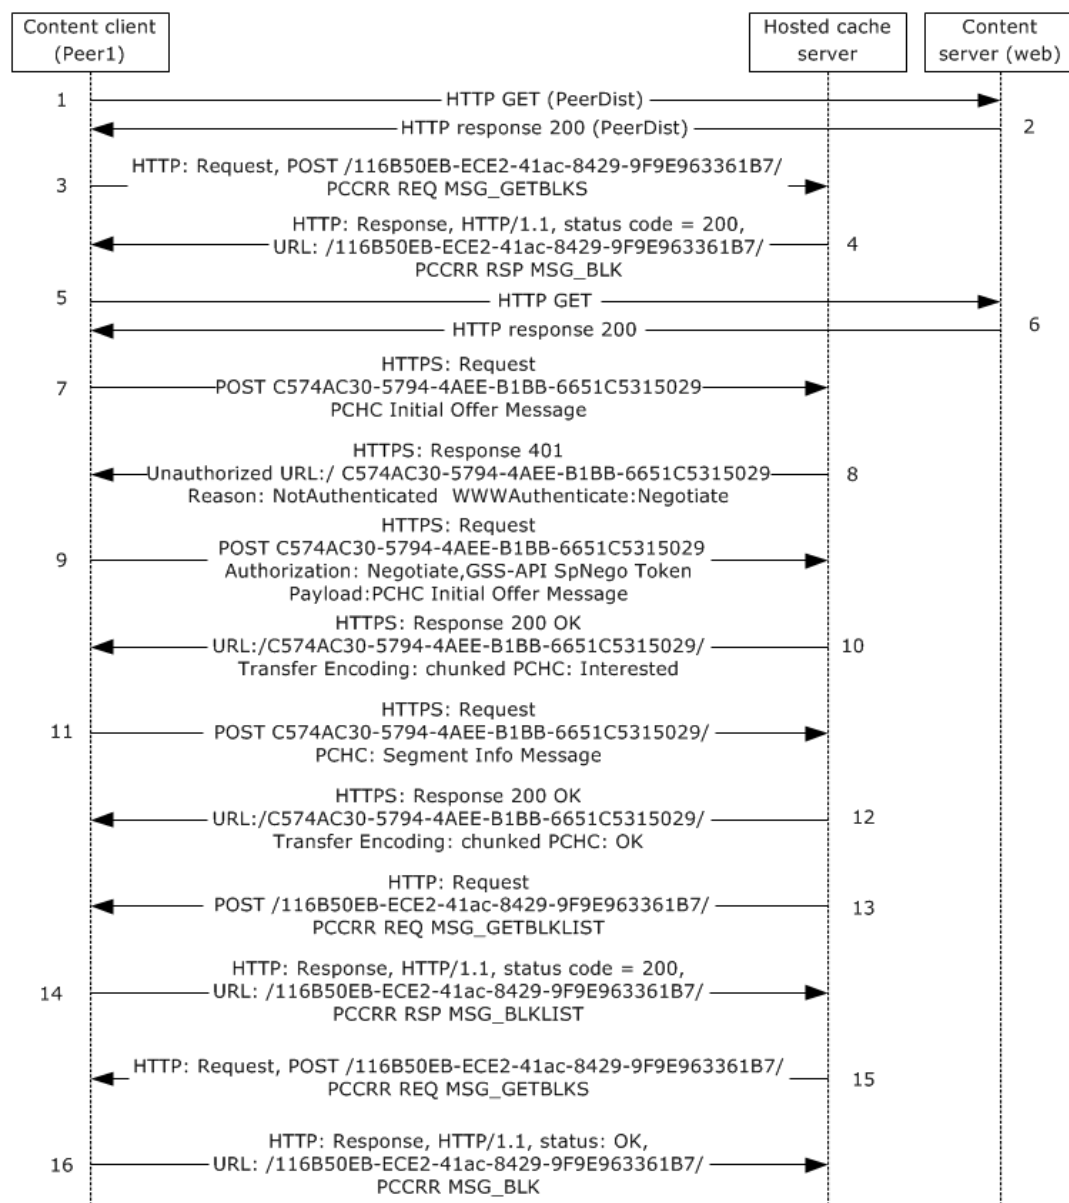 Content client
(Peer1)
Hosted cache
server
Content
server (web)
1
HTTP GET (PeerDist)
HTTP response 200 (PeerDist)
2
HTTP: Request, POST /116B50EB-ECE2-41ac-8429-9F9E963361B7/
3
PCCRR REQ MSG_GETBLKS
HTTP: Response, HTTP/1.1, status code = 200,
URL: /116B50EB-ECE2-41ac-8429-9F9E963361B7/
4
PCCRR RSP MSG_BLK
5
HTTP GET
HTTP response 200
6
HTTPS: Request
7
POST C574AC30-5794-4AEE-B1BB-6651C5315029
PCHC Initial Offer Message
HTTPS: Response 401
Unauthorized URL:/ C574AC30-5794-4AEE-B1BB-6651C5315029
8
Reason: NotAuthenticated WWWAuthenticate:Negotiate
HTTPS: Request
POST C574AC30-5794-4AEE-B1BB-6651C5315029
9
Authorization: Negotiate,GSS-API SpNego Token
Payload:PCHC Initial Offer Message
HTTPS: Response 200 OK
URL:/C574AC30-5794-4AEE-B1BB-6651C5315029/
10
Transfer Encoding: chunked PCHC: Interested
HTTPS: Request
11
POST C574AC30-5794-4AEE-B1BB-6651C5315029/
PCHC: Segment Info Message
HTTPS: Response 200 OK
URL:/C574AC30-5794-4AEE-B1BB-6651C5315029/
12
Transfer Encoding: chunked PCHC: OK
HTTP: Request
POST /116B50EB-ECE2-41ac-8429-9F9E963361B7/
13
PCCRR REQ MSG_GETBLKLIST
HTTP: Response, HTTP/1.1, status code = 200,
14
URL: /116B50EB-ECE2-41ac-8429-9F9E963361B7/
PCCRR RSP MSG_BLKLIST
HTTP: Request, POST /116B50EB-ECE2-41ac-8429-9F9E963361B7/
15
PCCRR REQ MSG_GETBLKS
HTTP: Response, HTTP/1.1, status: OK,
16
URL: /116B50EB-ECE2-41ac-8429-9F9E963361B7/
PCCRR RSP MSG_BLK